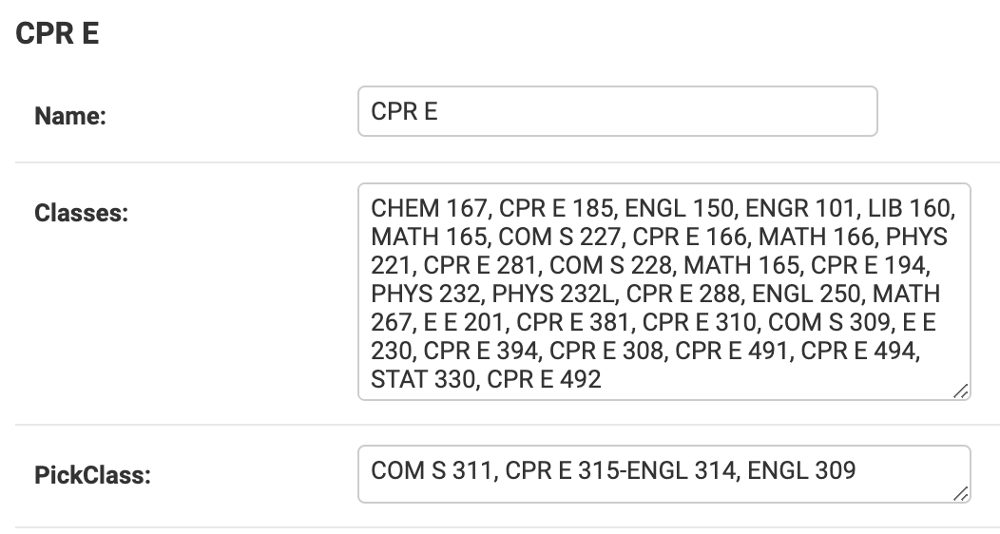 CPR E
Name:
CPR E
Classes:
CHEM 167, CPR E 185, ENGL 150, ENGR 101, LIB 160,
MATH 165, COM S 227, CPR E 166, MATH 166, PHYS
221, CPR E 281, COM S 228, MATH 165, CPR E 194,
PHYS 232, PHYS 232L, CPR E 288, ENGL 250, MATH
267, E E 201, CPR E 381, CPR E 310, COM S 309, E E
230, CPR E 394, CPR E 308, CPR E 491, CPR E 494,
STAT 330, CPR E 492
PickClass:
COM S 311, CPR E 315-ENGL 314, ENGL 309